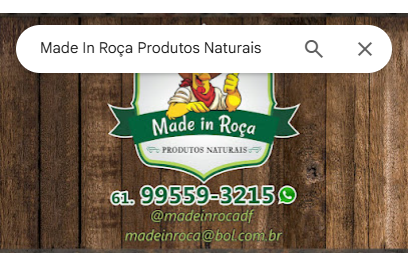 Made In Roça Produtos Naturais
Made in Roça
PRODUTOS NATURAIS
61. 99559-3215
@madeinrocadf
madeinroca@bol.com.br